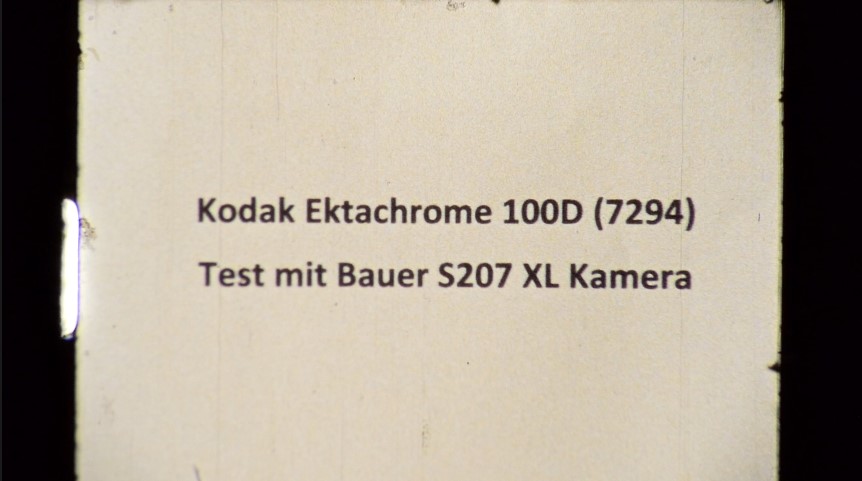 Kodak Ektachrome 100D (7294)
Test mit Bauer S207 XL Kamera